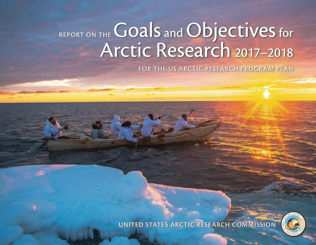 REPORT ON THE Goals and Objectives for
Arctic Research 2017–2018
FOR THE US ARCTIC RESEARCH PROGRAM PLAN
UNITED STATES ARCTIC RESEARCH COMMISSION